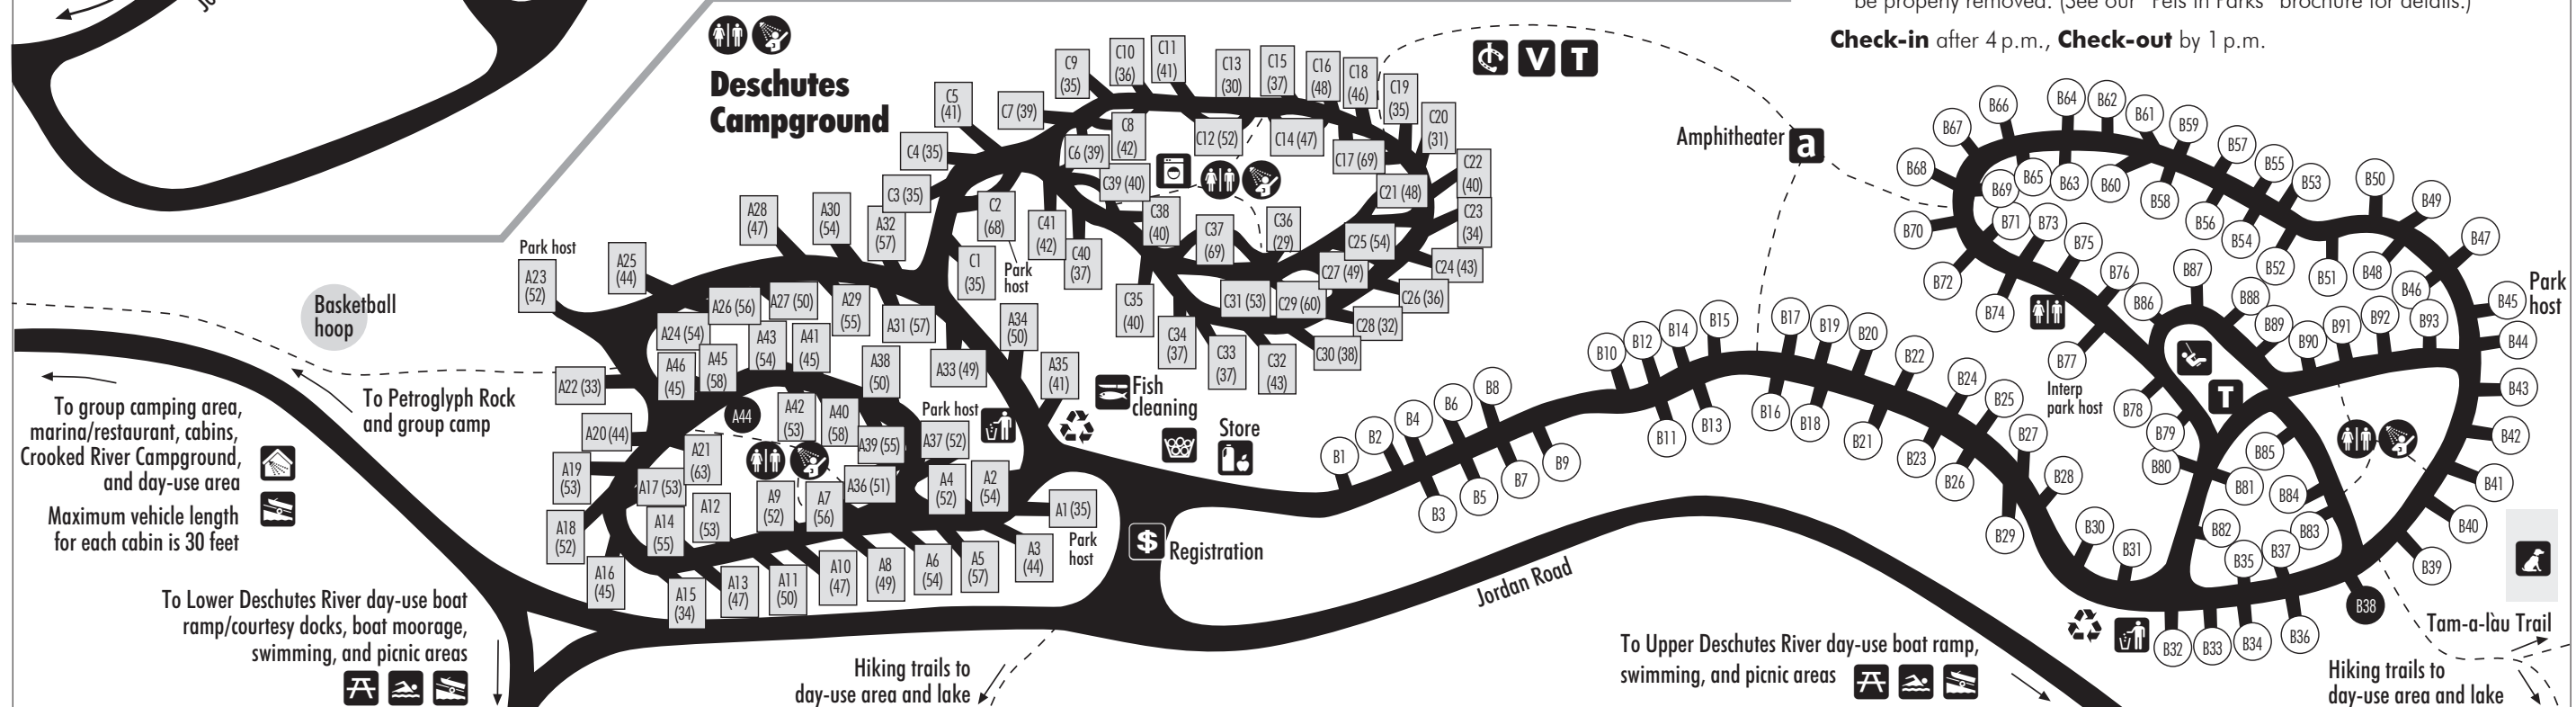 be properly removed. (See our "Pets in Parks" brochure for details.)
Check-in after 4 p.m., Check-out by 1 p.m.
Deschutes
Campground
V T
Amphitheater a
C9
(35)
C10
(36)
C11
(41)
C13
(30)
C15
(37)
C16
(48)
C18
(46)
C19
(35)
C20
(31)
C5
(41)
C7 (39)
C8
(42)
C12 (52)
C14 (47)
C17 (69)
C4 (35)
C6 (39)
C22
(40)
C3 (35)
C39 (40)
C21 (48)
C2
(68)
C41
(42)
C38
(40)
C37
(69)
C36
(29)
C25 (54)
C23
(34)
C1
(35)
Park
host
C40
(37)
C27 (49)
C24 (43)
C35
(40)
C31 (53)
C29 (60)
C26 (36)
C34
(37)
C33
(37)
C32
(43)
C28 (32)
C30 (38)
A28
(47)
A30
(54)
A32
(57)
Park host
A23
(52)
A25
(44)
A26 (56)
A27 (50)
A29
(55)
A31 (57)
A34
(50)
A24 (54)
A43
(54)
A41
(45)
A46
(45)
A45
(58)
A38
(50)
A33 (49)
A35
(41)
A22 (33)
A44
A42
(53)
A40
(58)
Park host
A20 (44)
A21
(63)
A39 (55)
A37 (52)
A19
(53)
A17 (53)
A36 (51)
A4
(52)
A2
(54)
A12
(53)
A9
(52)
A7
(56)
A1 (35)
Park
host
A18
(52)
A14
(55)
A3
(44)
A16
(45)
A15
(34)
A13
(47)
A11
(50)
A10
(47)
A8
(49)
A6
(54)
A5
(57)
Basketball
hoop
To Petroglyph Rock
and group camp
To group camping area,
marina/restaurant, cabins,
Crooked River Campground,
and day-use area
Maximum vehicle length
for each cabin is 30 feet
To Lower Deschutes River day-use boat
ramp/courtesy docks, boat moorage,
swimming, and picnic areas
Fish
cleaning
Store
$ Registration
Hiking trails to
day-use area and lake
Jordan Road
To Upper Deschutes River day-use boat ramp,
swimming, and picnic areas
B1
B2
B4
B6
B8
B3
B5
B7
B9
B10
B12
B14
B15
B11
B13
B17
B19
B20
B22
B16
B18
B21
B24
B25
B23
B26
B27
B28
B29
B30
B31
B66
B64
B62
B61
B59
B67
B57
B55
B53
B50
B68
B69
B65
B63
B60
B58
B49
B70
B71
B73
B56
B54
B47
B72
B75
B52
B51
B48
B46
B74
B76
B87
B86
B88
B45
Park
host
B77
Interp
park host
B89
B90
B91
B92
B93
B44
T
B78
B43
B79
B80
B85
B42
B81
B84
B41
B82
B83
B40
B35
B37
B39
B38
B32
B33
B34
B36
Tam-a-làu Trail
Hiking trails to
day-use area and lake